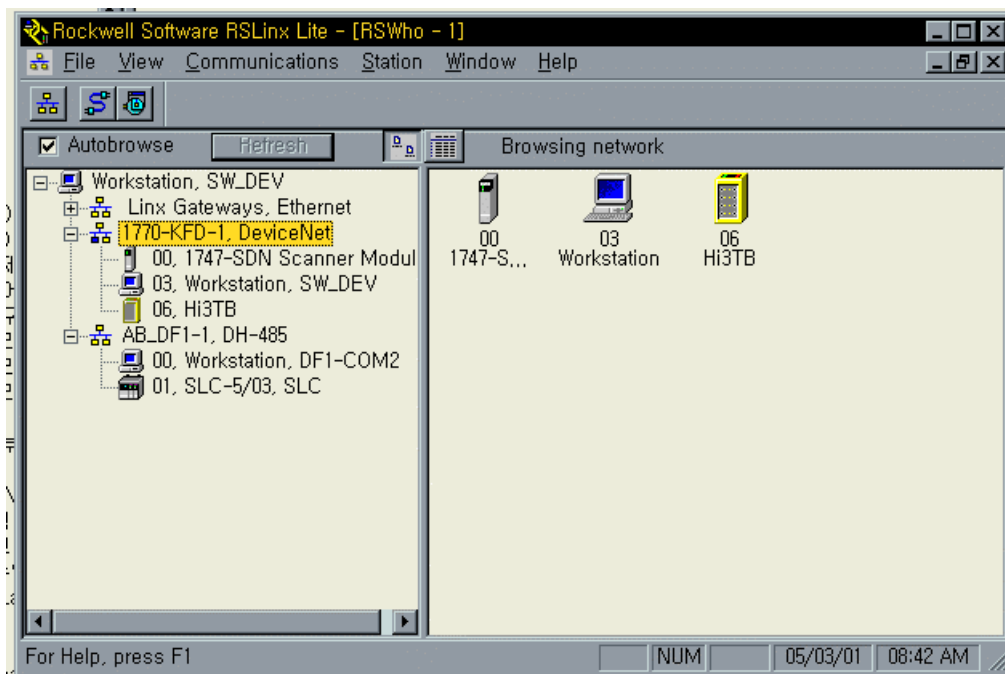 Rockwell Software RSLinx Lite - [RSWho - 1]
File View Communications Station Window Help
Autobrowse Refresh Browsing network
Workstation, SW_DEV
Linx Gateways, Ethernet
1770-KFD-1, DeviceNet
00, 1747-SDN Scanner Modul
03, Workstation, SW_DEV
06, Hi3TB
AB_DF1-1, DH-485
00, Workstation, DF1-COM2
01, SLC-5/03, SLC
00
1747-S...
03
Workstation
06
Hi3TB
For Help, press F1 NUM 05/03/01 08:42 AM